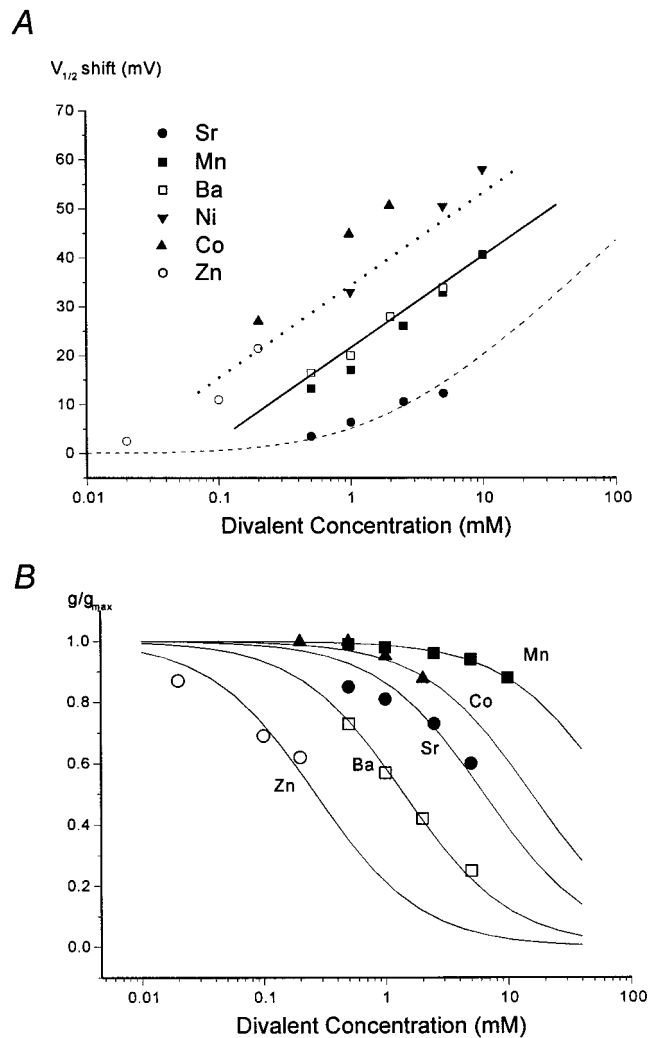 A
V1/2 shift (mV)
70
60
50
40
30
20
10
0
Sr
Mn
Ba
Ni
Co
Zn
0.01 0.1 1 10 100
Divalent Concentration (mM)
B
g/gmax
1.0
0.8
0.6
0.4
0.2
0.0
Mn
Co
Sr
Ba
Zn
0.01 0.1 1 10 100
Divalent Concentration (mM)